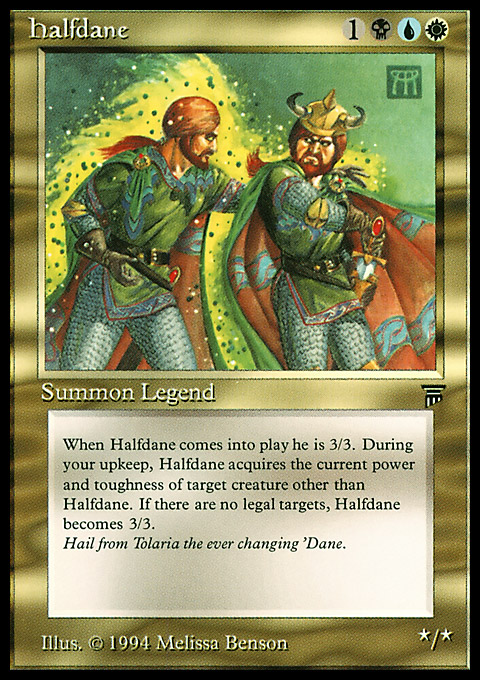 Halfdane 1
Summon Legend
When Halfdane comes into play he is 3/3. During
your upkeep, Halfdane acquires the current power
and toughness of target creature other than
Halfdane. If there are no legal targets, Halfdane
becomes 3/3.
Hail from Tolaria the ever changing 'Dane.
Illus. © 1994 Melissa Benson
*/*